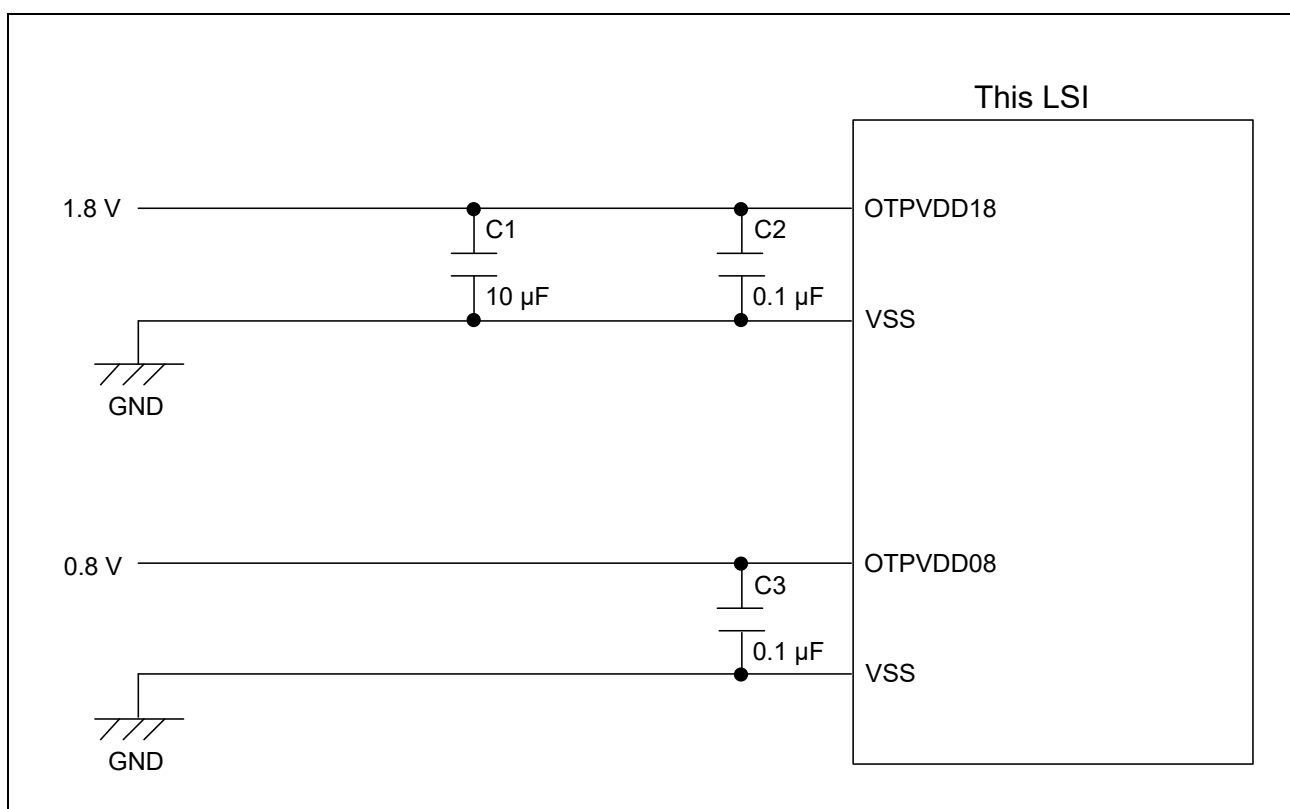 This LSI
1.8 V
OTPVDD18
C1
C2
10 µF
0.1 µF
VSS
GND
0.8 V
OTPVDD08
C3
0.1 µF
VSS
GND